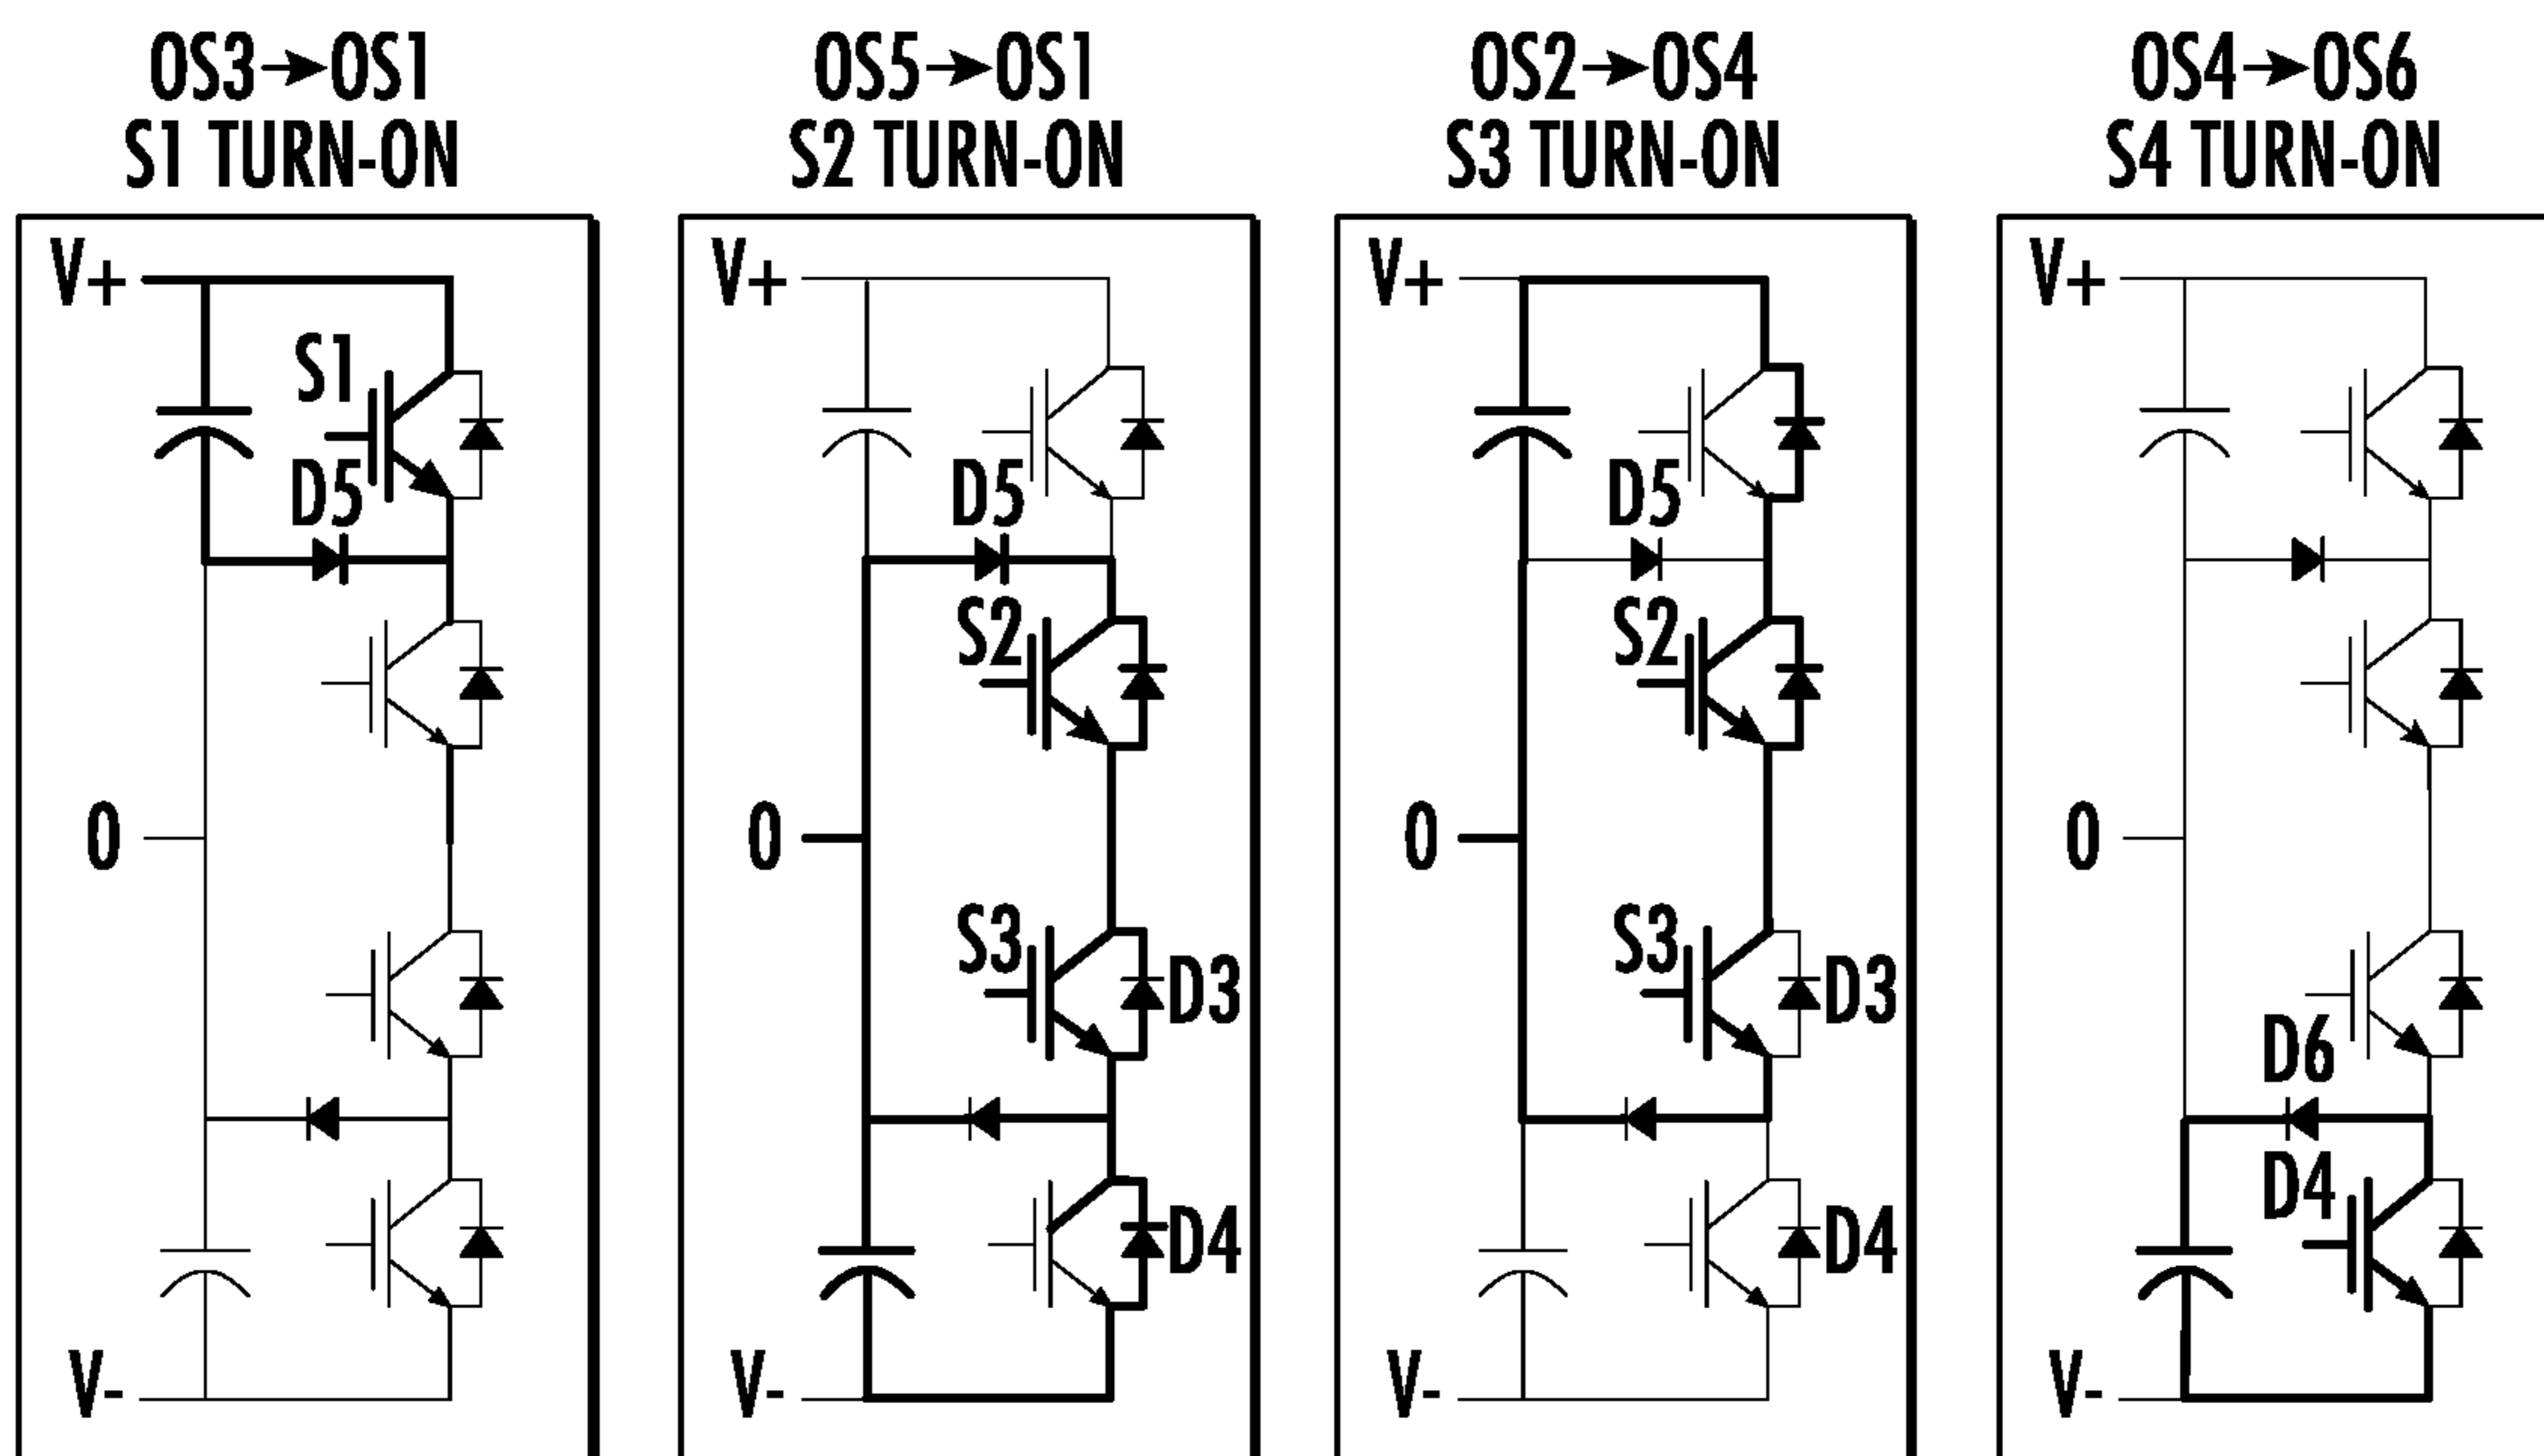 OS3→OS1
S1 TURN-ON
V+
S1
D5
0
V-
OS5→OS1
S2 TURN-ON
V+
D5
S2
0
S3
D3
D4
V-
OS2→OS4
S3 TURN-ON
V+
D5
S2
0
S3
D3
D4
V-
OS4→OS6
S4 TURN-ON
V+
0
D6
D4
V-